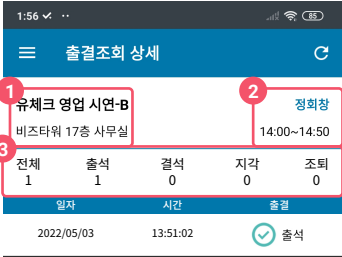 1:56 85
출결조회 상세
1 2
유체크 영업 시연-B 정회창
비즈타워 17층 사무실 14:00~14:50
3
전체 출석 결석 지각 조퇴
1 1 0 0 0
일자 시간 출결
2022/05/03 13:51:02 출석